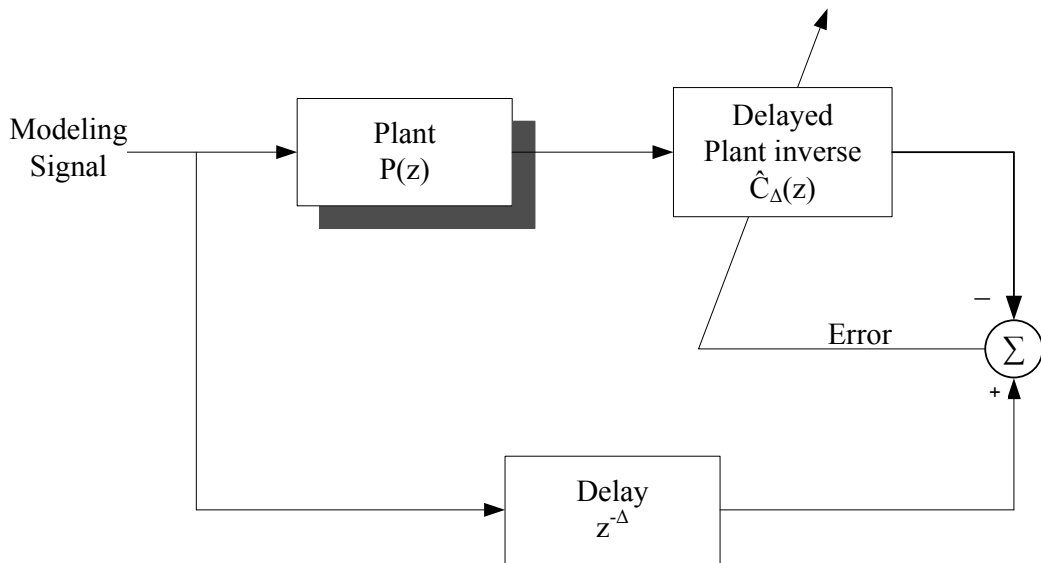 Modeling
Signal
Plant
P(z)
Delayed
Plant inverse
Ĉ_Δ(z)
−
Error
Σ
+
Delay
z^-Δ